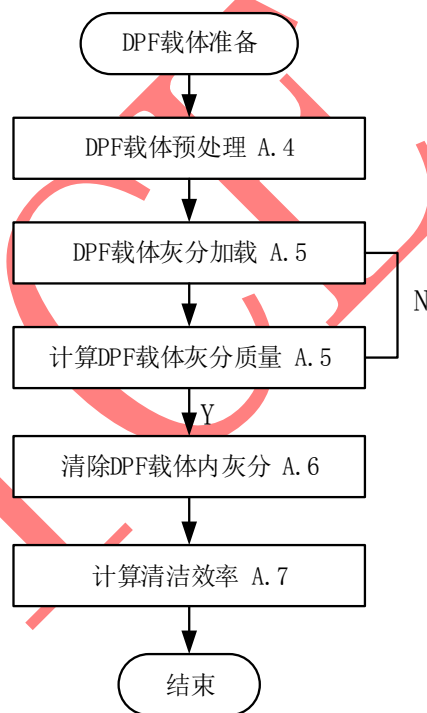 DPF载体准备
DPF载体预处理 A.4
DPF载体灰分加载 A.5
N
计算DPF载体灰分质量 A.5
Y
清除DPF载体内灰分 A.6
计算清洁效率 A.7
结束